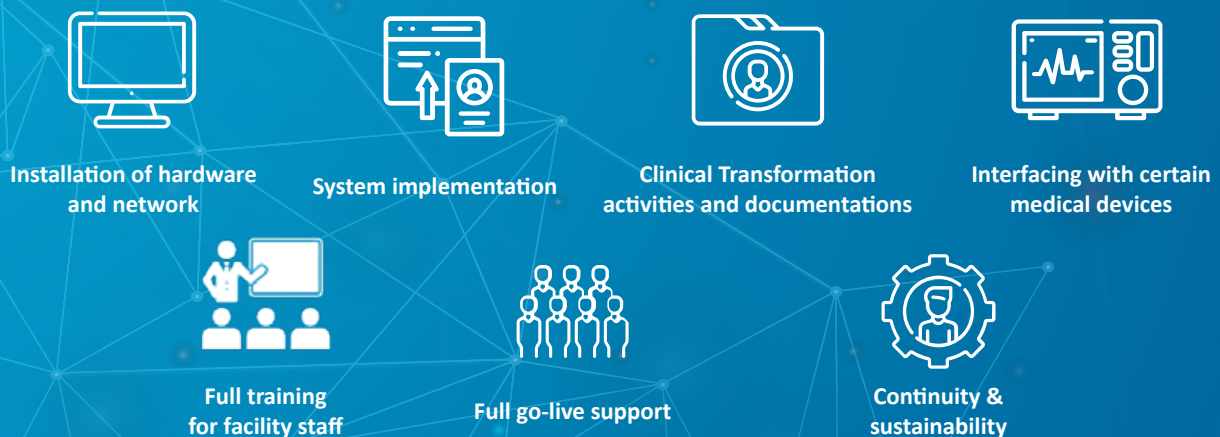 Installation of hardware
and network
System implementation
Clinical Transformation
activities and documentations
Interfacing with certain
medical devices
Full training
for facility staff
Full go-live support
Continuity &
sustainability